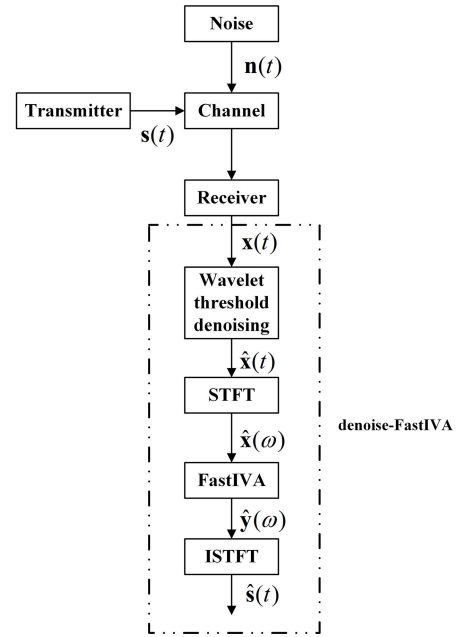 Noise
n(t)
Transmitter
Channel
s(t)
Receiver
x(t)
Wavelet
threshold
denoising
x̂(t)
STFT
denoise-FastIVA
x̂(ω)
FastIVA
ŷ(ω)
ISTFT
ŝ(t)